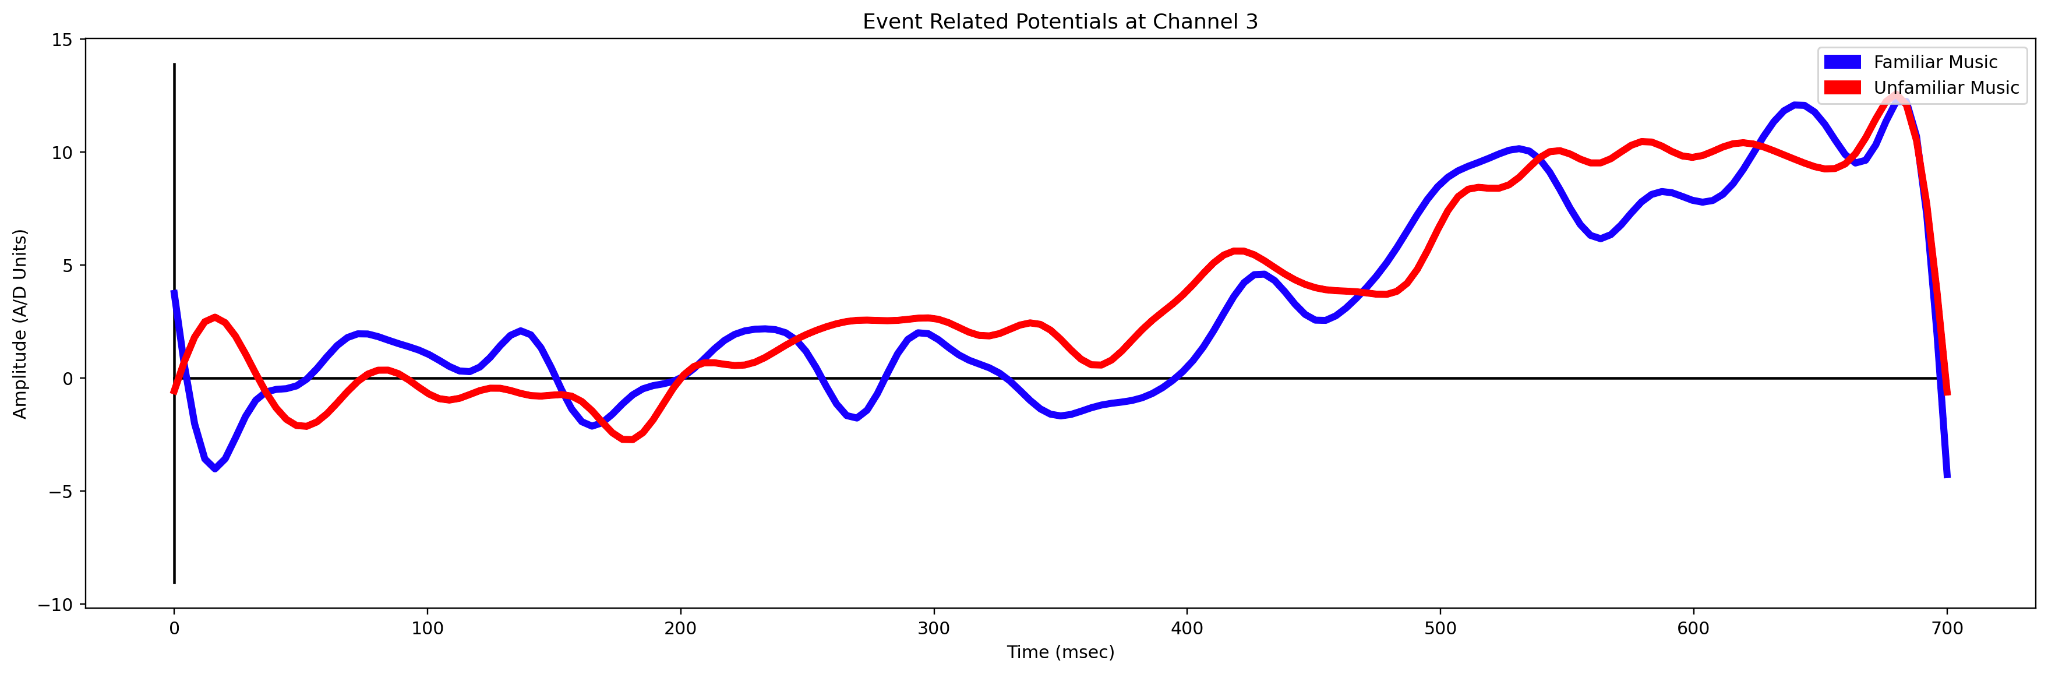 Event Related Potentials at Channel 3
Familiar Music
Unfamiliar Music
Amplitude (A/D Units)
15
10
5
0
−5
−10
0 100 200 300 400 500 600 700
Time (msec)